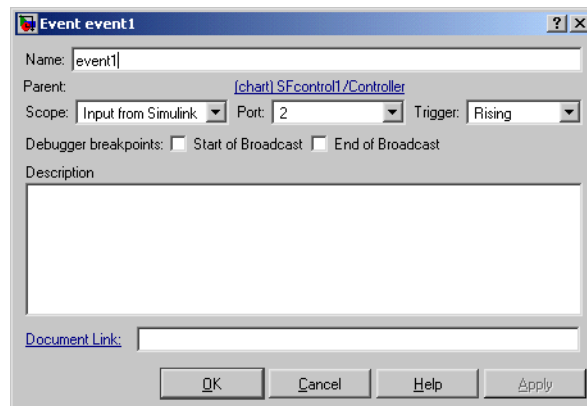 Event event1
Name: event1
Parent: (chart) SFcontrol1/Controller
Scope: Input from Simulink Port: 2 Trigger: Rising
Debugger breakpoints: Start of Broadcast End of Broadcast
Description
Document Link:
OK Cancel Help Apply